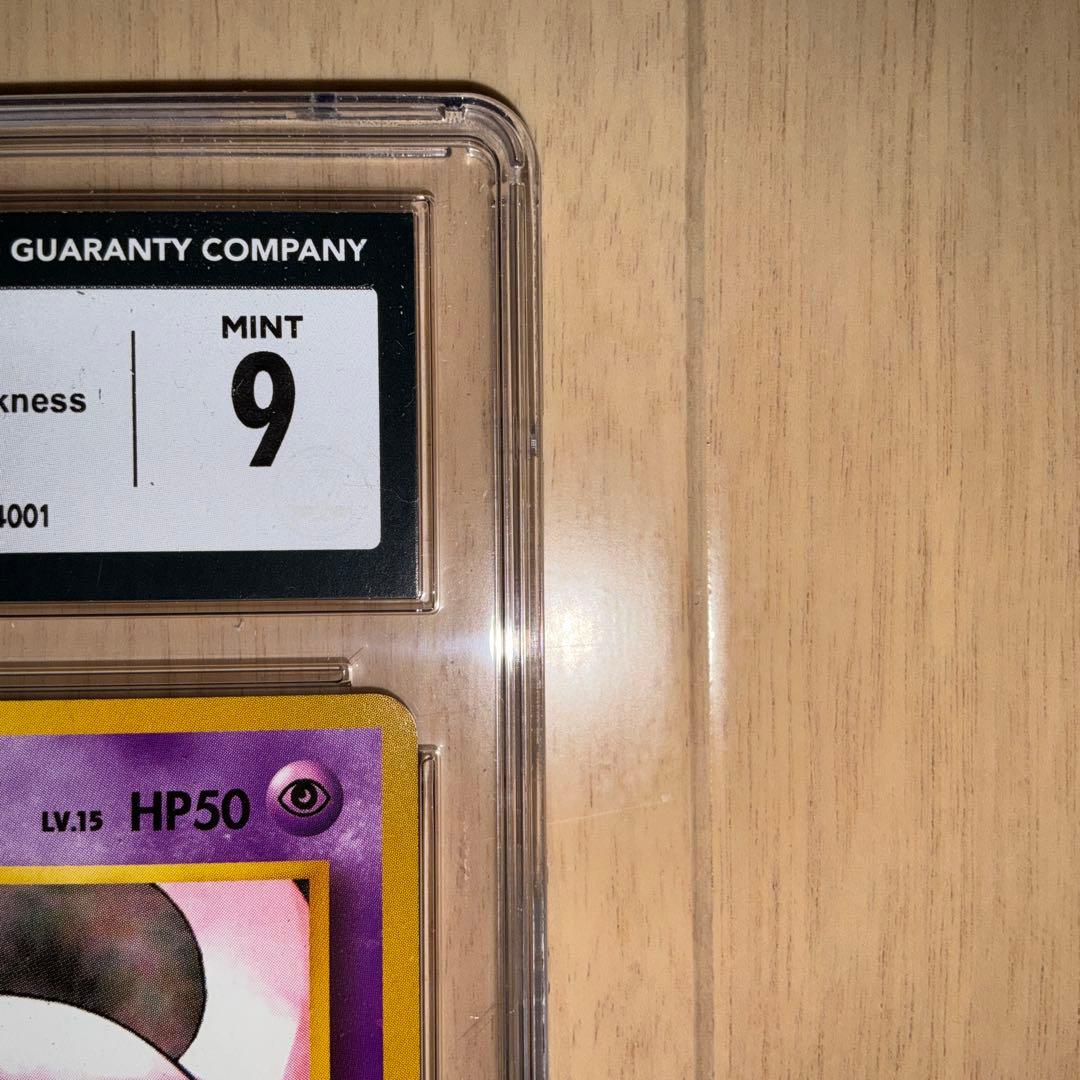 GUARANTY COMPANY
MINT
9
kness
4001
LV.15 HP50